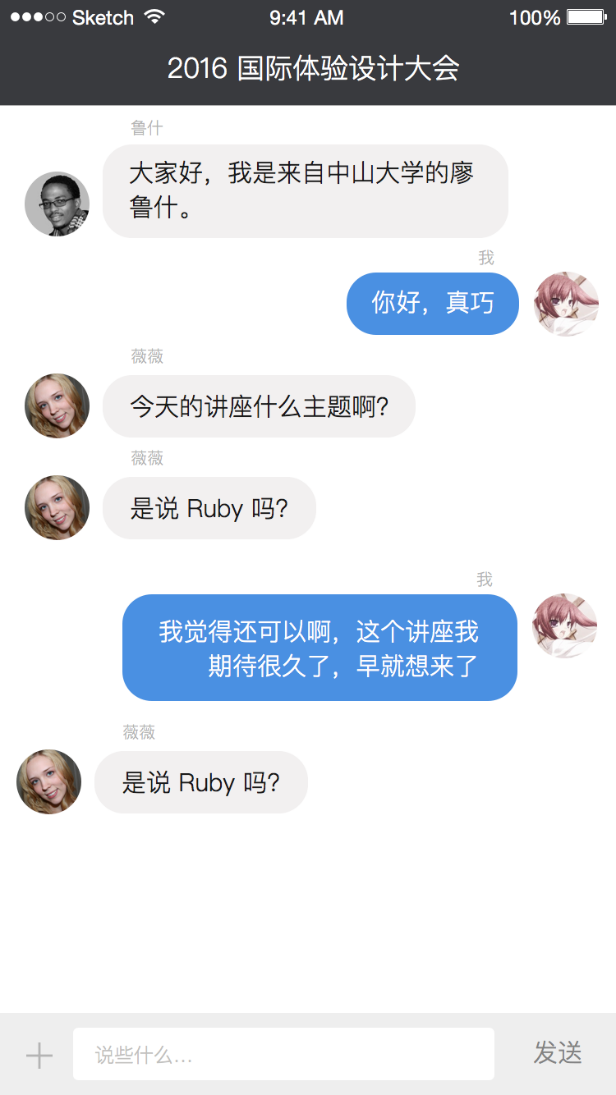 Sketch 9:41 AM 100%
2016 国际体验设计大会
鲁什
大家好，我是来自中山大学的廖
鲁什。
我
你好，真巧
薇薇
今天的讲座什么主题啊？
薇薇
是说 Ruby 吗？
我
我觉得还可以啊，这个讲座我
期待很久了，早就想来了
薇薇
是说 Ruby 吗？
说些什么...
发送